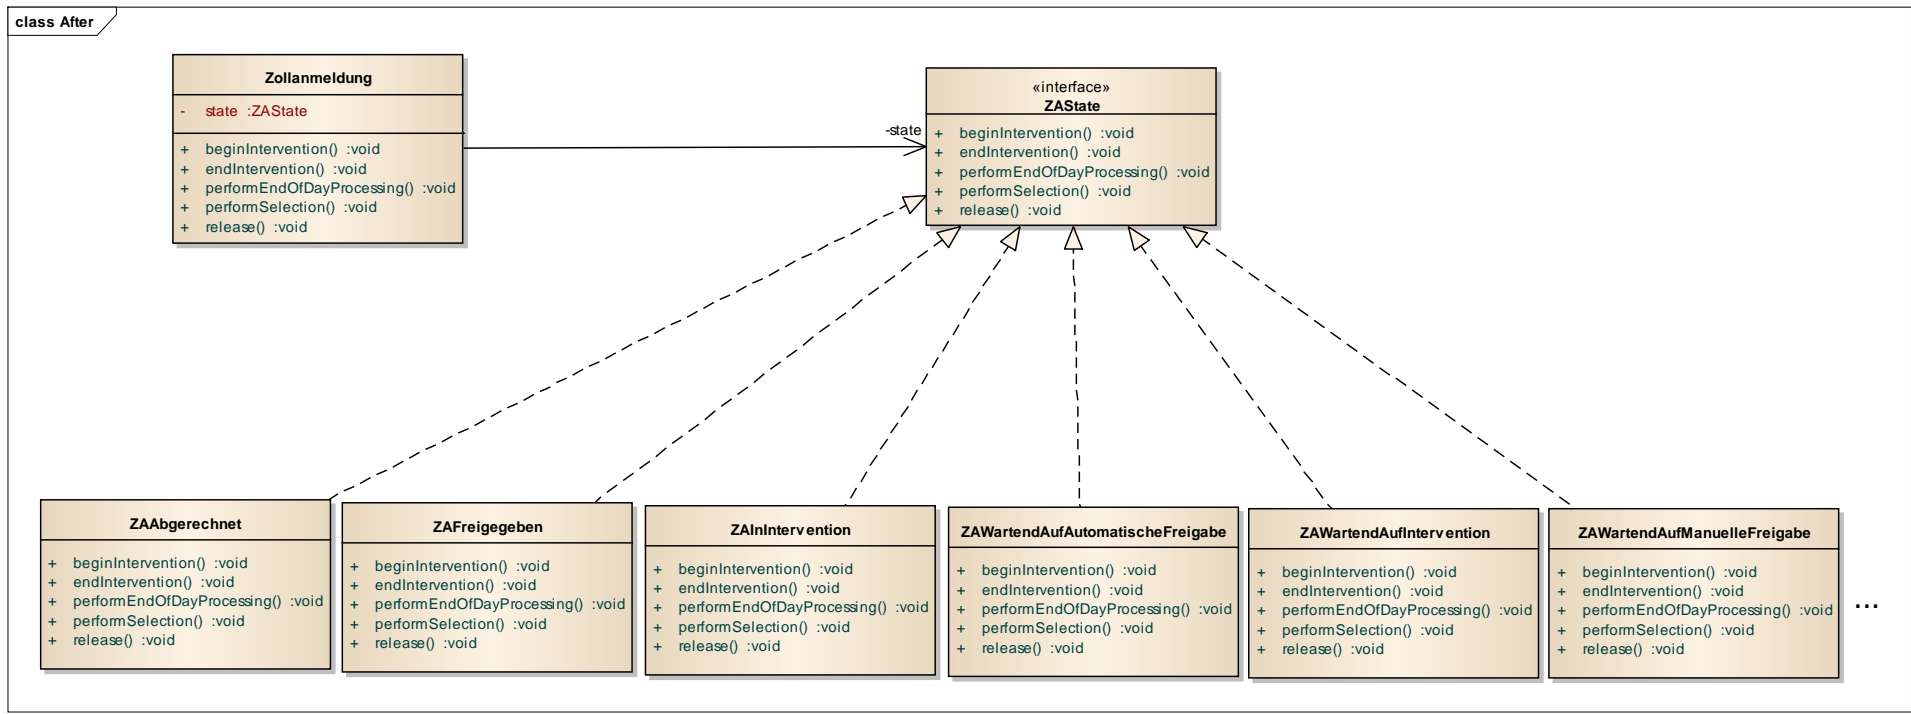 class After
Zollanmeldung
- state :ZAState
+ beginIntervention() :void
+ endIntervention() :void
+ performEndOfDayProcessing() :void
+ performSelection() :void
+ release() :void
-state
«interface»
ZAState
+ beginIntervention() :void
+ endIntervention() :void
+ performEndOfDayProcessing() :void
+ performSelection() :void
+ release() :void
ZAAbgerechnet
+ beginIntervention() :void
+ endIntervention() :void
+ performEndOfDayProcessing() :void
+ performSelection() :void
+ release() :void
ZAFreigegeben
+ beginIntervention() :void
+ endIntervention() :void
+ performEndOfDayProcessing() :void
+ performSelection() :void
+ release() :void
ZAInIntervention
+ beginIntervention() :void
+ endIntervention() :void
+ performEndOfDayProcessing() :void
+ performSelection() :void
+ release() :void
ZAWartendAufAutomatischeFreigabe
+ beginIntervention() :void
+ endIntervention() :void
+ performEndOfDayProcessing() :void
+ performSelection() :void
+ release() :void
ZAWartendAufIntervention
+ beginIntervention() :void
+ endIntervention() :void
+ performEndOfDayProcessing() :void
+ performSelection() :void
+ release() :void
ZAWartendAufManuelleFreigabe
+ beginIntervention() :void
+ endIntervention() :void
+ performEndOfDayProcessing() :void
+ performSelection() :void
+ release() :void
...